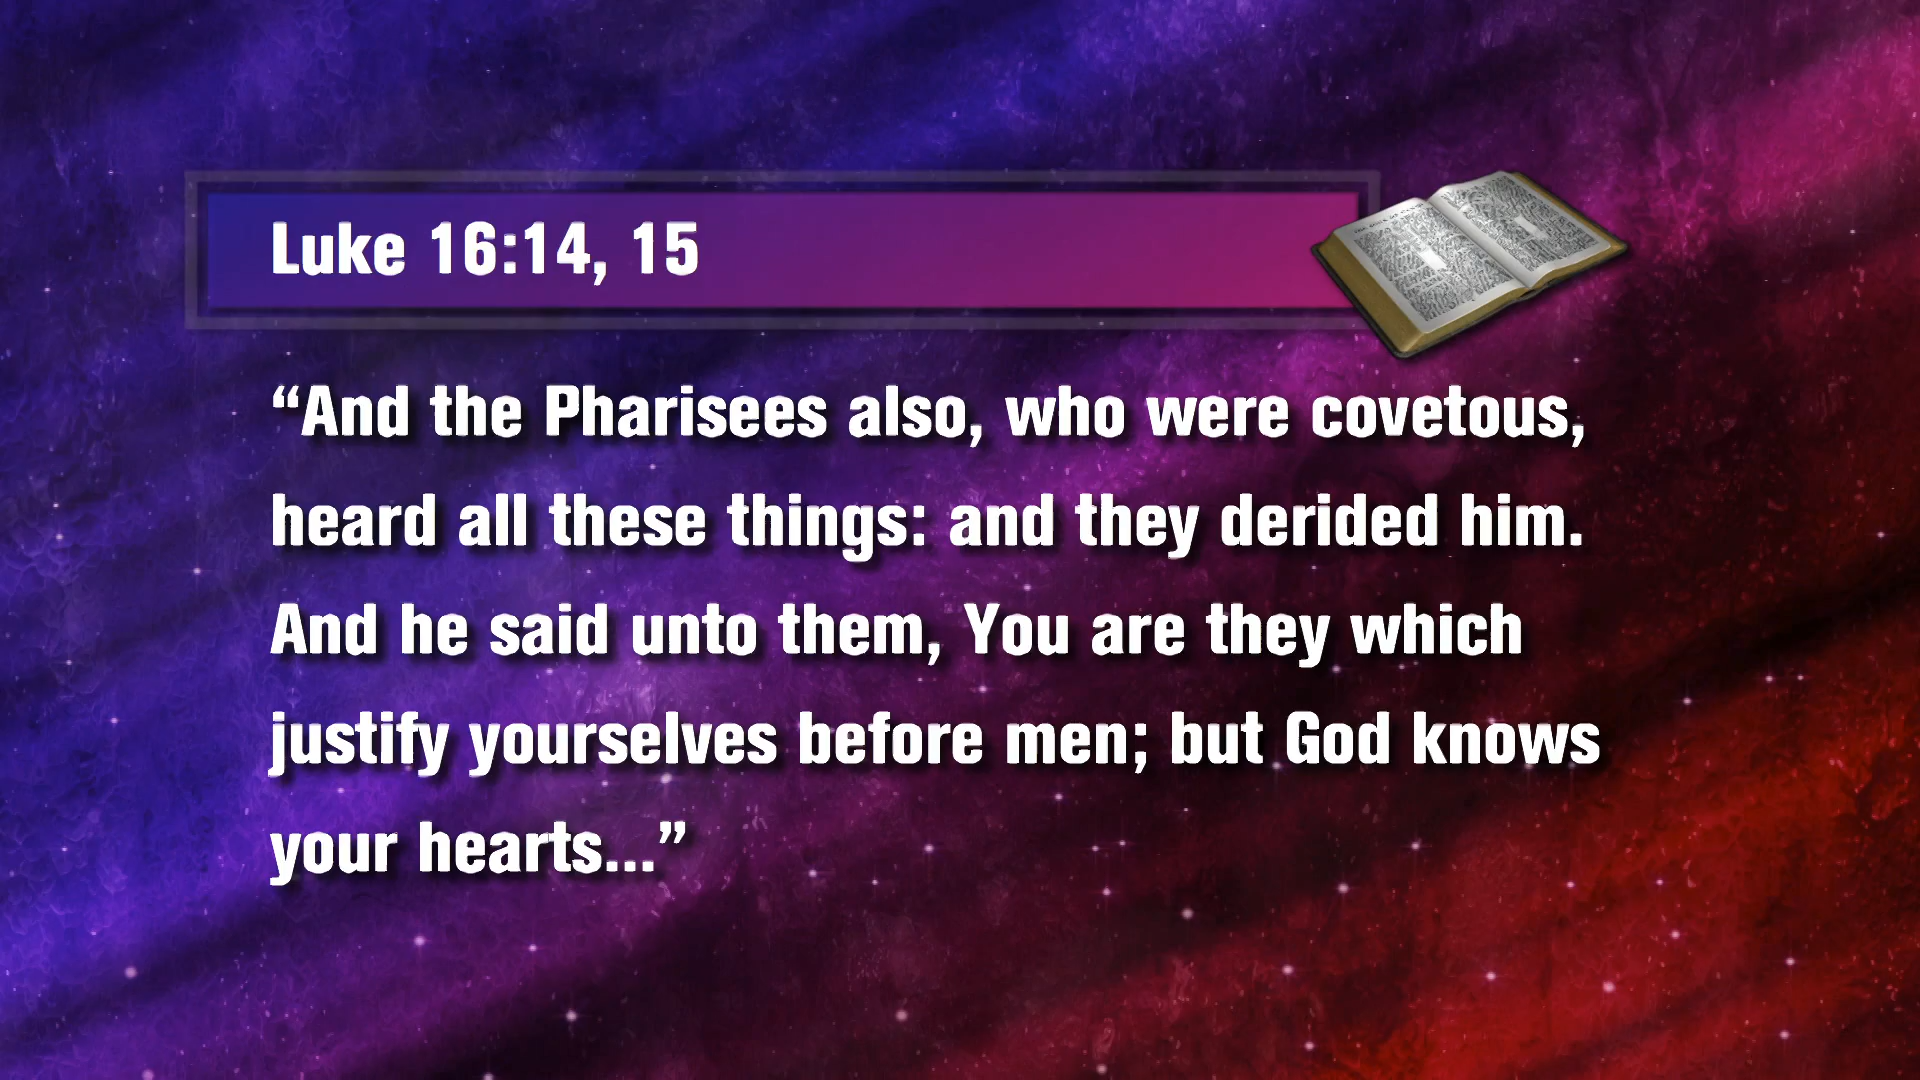 Luke 16:14, 15
“And the Pharisees also, who were covetous,
heard all these things: and they derided him.
And he said unto them, You are they which
justify yourselves before men; but God knows
your hearts...”